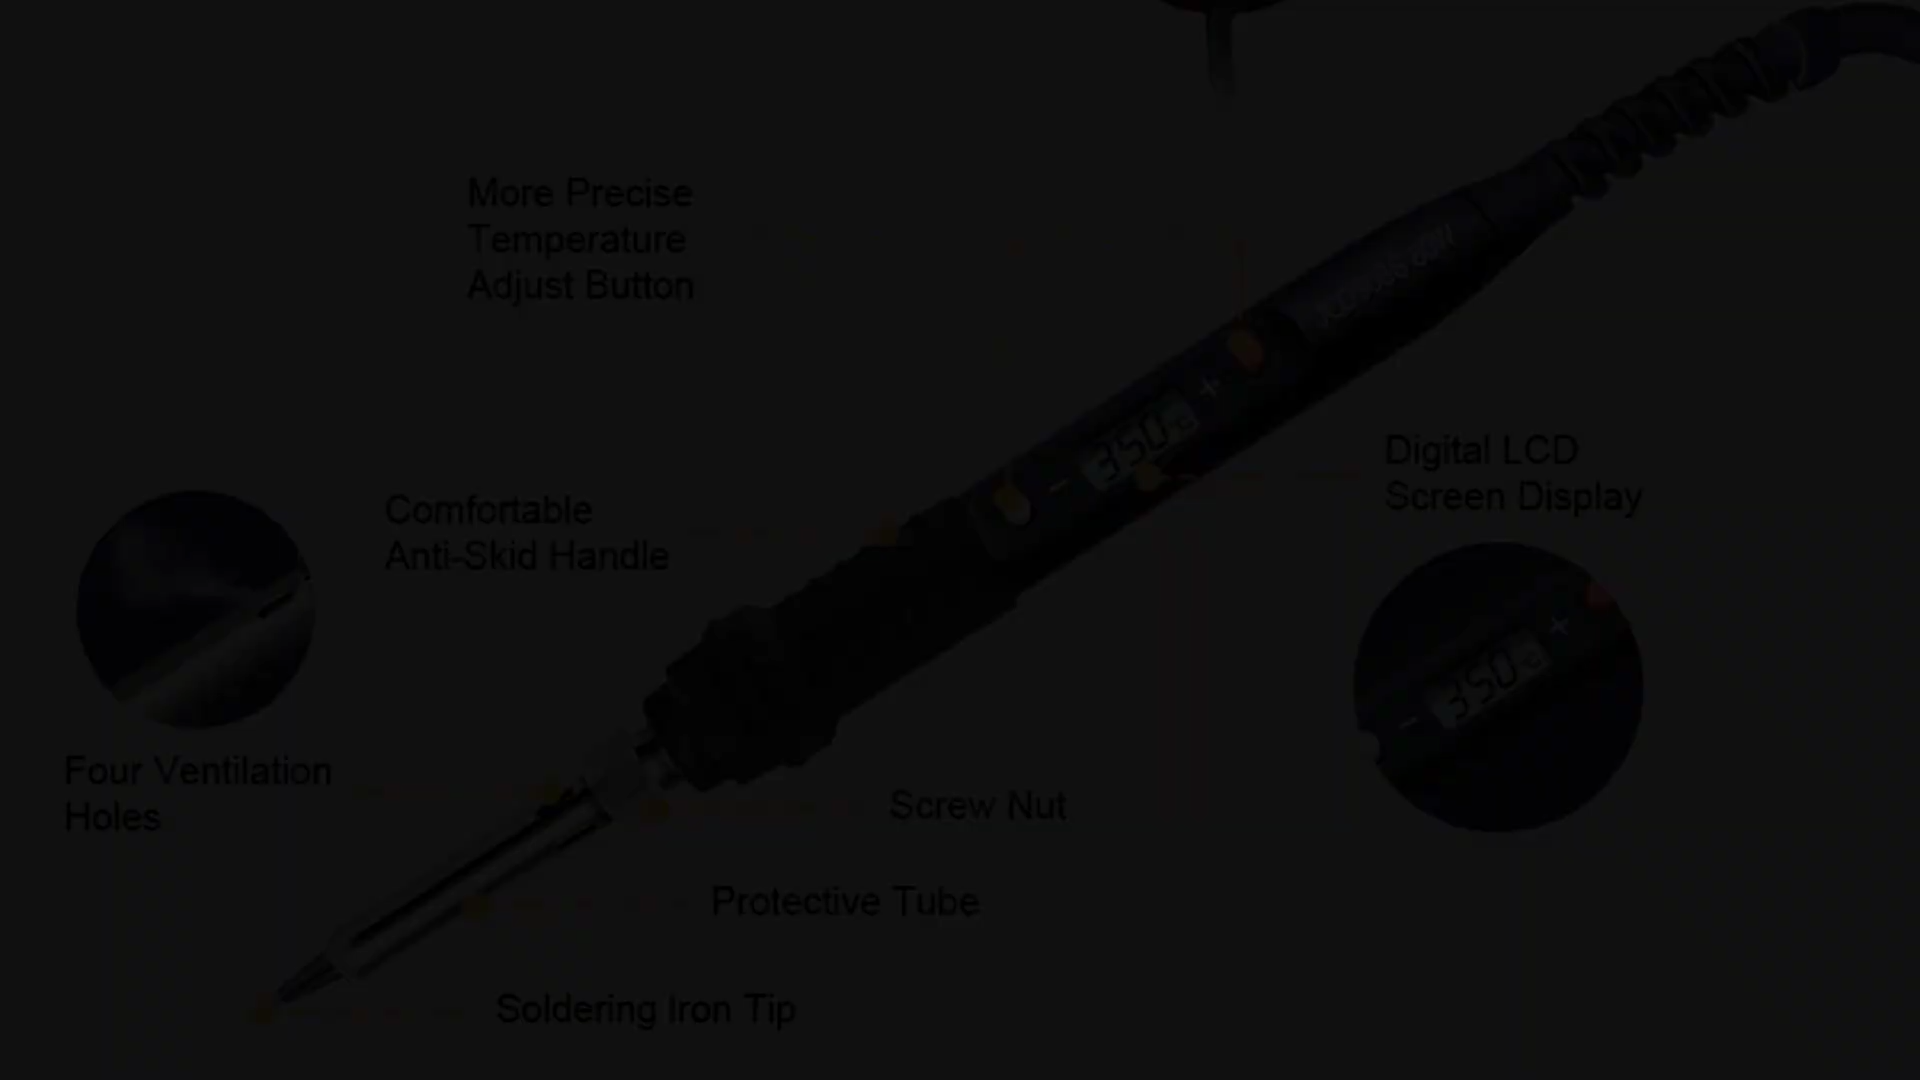 More Precise
Temperature
Adjust Button
350
Digital LCD
Screen Display
Comfortable
Anti-Skid Handle
350
Four Ventilation
Holes
Screw Nut
Protective Tube
Soldering Iron Tip